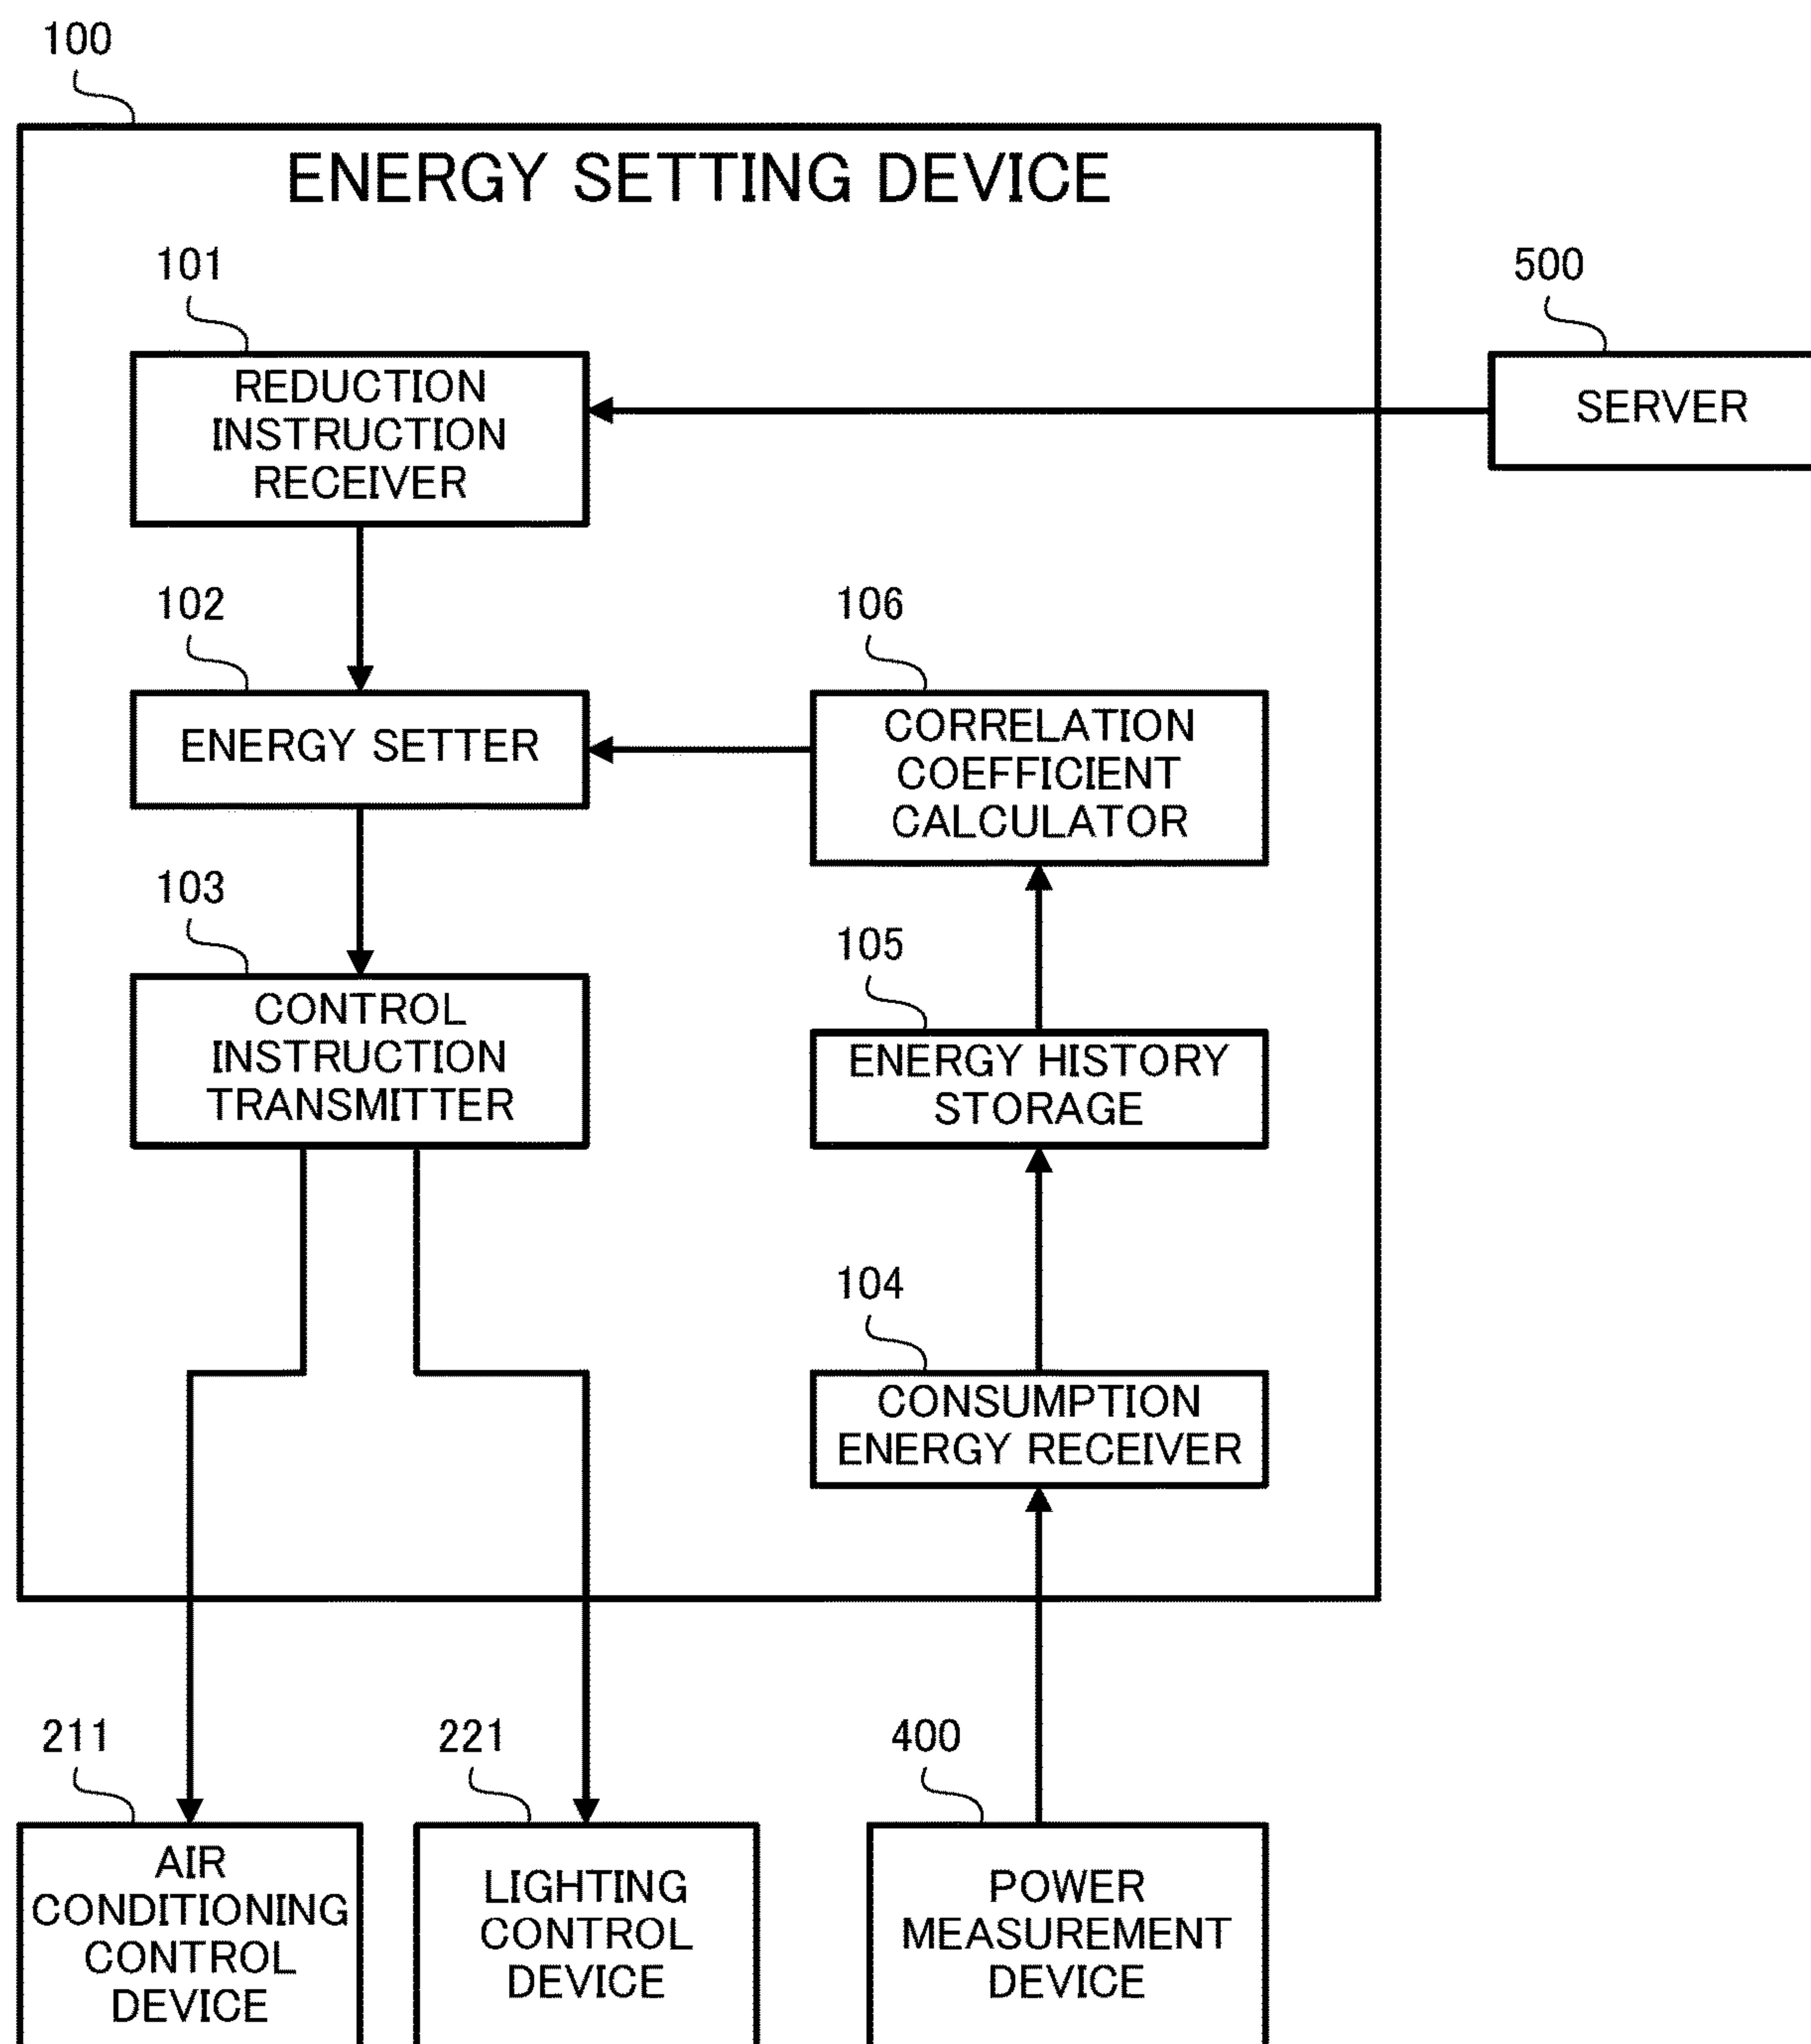 100
ENERGY SETTING DEVICE
101
500
REDUCTION
INSTRUCTION
RECEIVER
SERVER
102
106
ENERGY SETTER
CORRELATION
COEFFICIENT
CALCULATOR
103
105
CONTROL
INSTRUCTION
TRANSMITTER
ENERGY HISTORY
STORAGE
104
CONSUMPTION
ENERGY RECEIVER
211
221
400
AIR
CONDITIONING
CONTROL
DEVICE
LIGHTING
CONTROL
DEVICE
POWER
MEASUREMENT
DEVICE